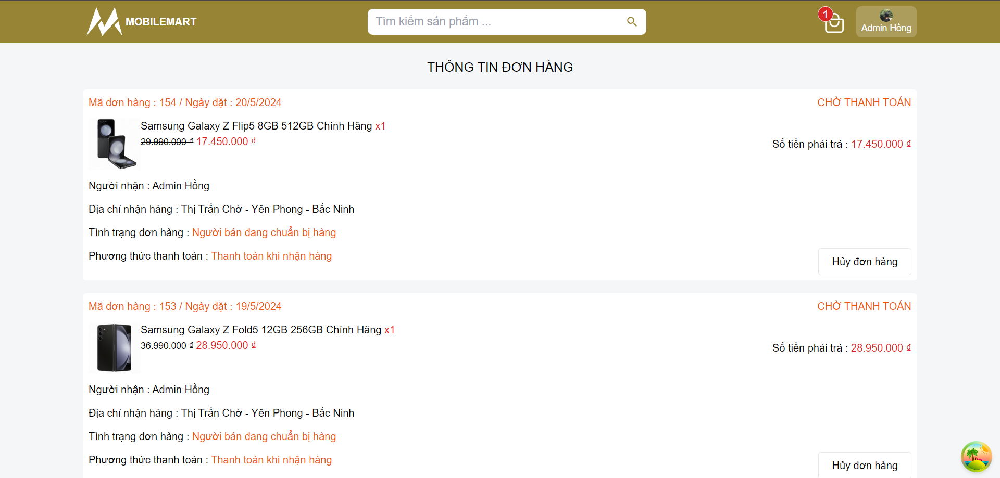 MOBILEMART
Tìm kiếm sản phẩm ...
1
Admin Hồng
THÔNG TIN ĐƠN HÀNG
Mã đơn hàng : 154 / Ngày đặt : 20/5/2024
CHỜ THANH TOÁN
Samsung Galaxy Z Flip5 8GB 512GB Chính Hãng x1
29.990.000 ₫ 17.450.000 ₫
Số tiền phải trả : 17.450.000 ₫
Người nhận : Admin Hồng
Địa chỉ nhận hàng : Thị Trấn Chờ - Yên Phong - Bắc Ninh
Tình trạng đơn hàng : Người bán đang chuẩn bị hàng
Phương thức thanh toán : Thanh toán khi nhận hàng
Hủy đơn hàng
Mã đơn hàng : 153 / Ngày đặt : 19/5/2024
CHỜ THANH TOÁN
Samsung Galaxy Z Fold5 12GB 256GB Chính Hãng x1
36.990.000 ₫ 28.950.000 ₫
Số tiền phải trả : 28.950.000 ₫
Người nhận : Admin Hồng
Địa chỉ nhận hàng : Thị Trấn Chờ - Yên Phong - Bắc Ninh
Tình trạng đơn hàng : Người bán đang chuẩn bị hàng
Phương thức thanh toán : Thanh toán khi nhận hàng
Hủy đơn hàng